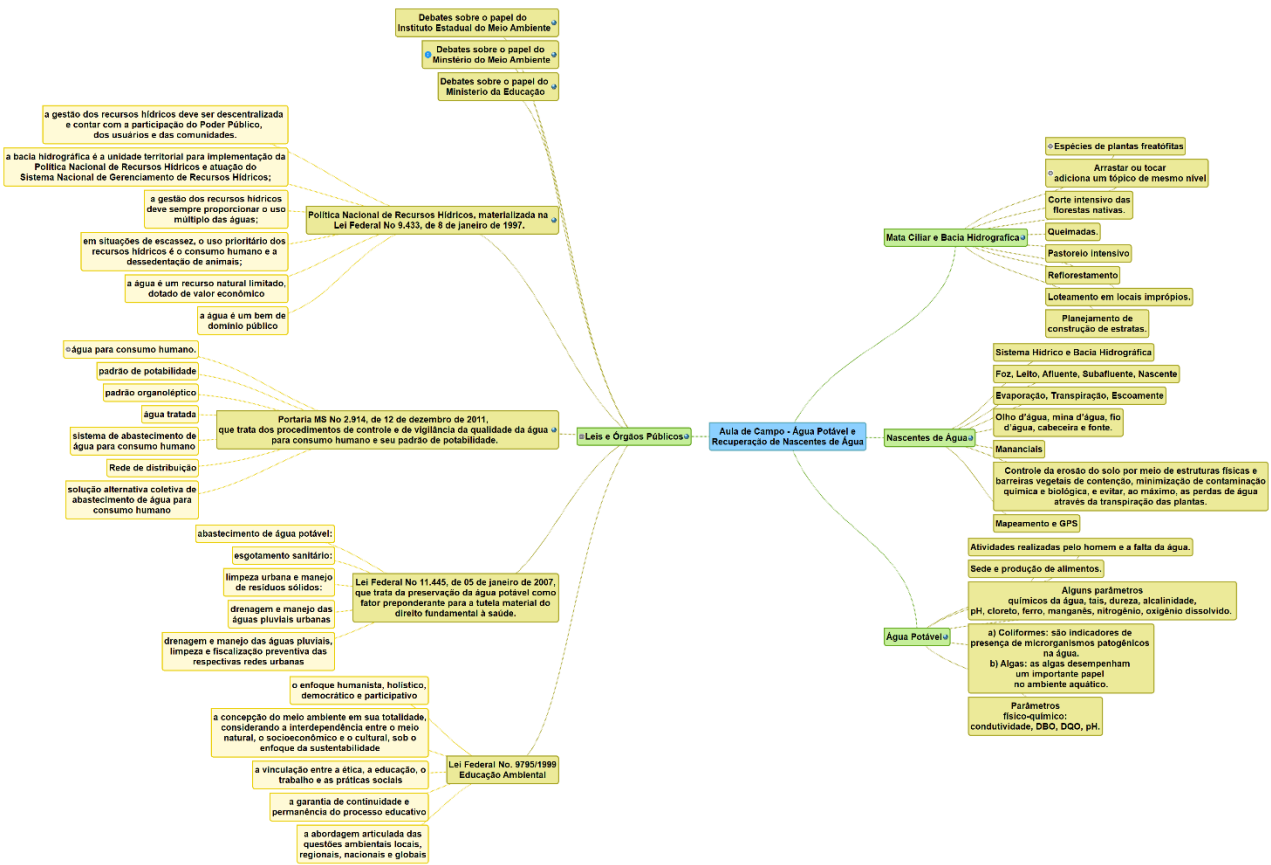 Debates sobre o papel do
Instituto Estadual do Meio Ambiente
Debates sobre o papel do
Minstério do Meio Ambiente
Debates sobre o papel do
Ministerio da Educação
a gestão dos recursos hídricos deve ser descentralizada
e contar com a participação do Poder Público,
dos usuários e das comunidades.
a bacia hidrográfica é a unidade territorial para implementação da
Política Nacional de Recursos Hídricos e atuação do
Sistema Nacional de Gerenciamento de Recursos Hídricos;
a gestão dos recursos hídricos
deve sempre proporcionar o uso
múltiplo das águas;
em situações de escassez, o uso prioritário dos
recursos hídricos é o consumo humano e a
dessedentação de animais;
a água é um recurso natural limitado,
dotado de valor econômico
a água é um bem de
domínio público
Política Nacional de Recursos Hídricos, materializada na
Lei Federal No 9.433, de 8 de janeiro de 1997.
água para consumo humano.
padrão de potabilidade
padrão organoléptico
água tratada
sistema de abastecimento de
água para consumo humano
Rede de distribuição
solução alternativa coletiva de
abastecimento de água para
consumo humano
Portaria MS No 2.914, de 12 de dezembro de 2011,
que trata dos procedimentos de controle e de vigilância da qualidade da água
para consumo humano e seu padrão de potabilidade.
abastecimento de água potável:
esgotamento sanitário:
limpeza urbana e manejo
de resíduos sólidos:
drenagem e manejo das
águas pluviais urbanas
drenagem e manejo das águas pluviais,
limpeza e fiscalização preventiva das
respectivas redes urbanas
Lei Federal No 11.445, de 05 de janeiro de 2007,
que trata da preservação da água potável como
fator preponderante para a tutela material do
direito fundamental à saúde.
o enfoque humanista, holístico,
democrático e participativo
a concepção do meio ambiente em sua totalidade,
considerando a interdependência entre o meio
natural, o socioeconômico e o cultural, sob o
enfoque da sustentabilidade
a vinculação entre a ética, a educação, o
trabalho e as práticas sociais
a garantia de continuidade e
permanência do processo educativo
a abordagem articulada das
questões ambientais locais,
regionais, nacionais e globais
Lei Federal No. 9795/1999
Educação Ambiental
Leis e Órgãos Públicos
Aula de Campo - Água Potável e
Recuperação de Nascentes de Água
Mata Ciliar e Bacia Hidrografica
Espécies de plantas freatófitas
Arrastar ou tocar
adiciona um tópico de mesmo nível
Corte intensivo das
florestas nativas.
Queimadas.
Pastoreio intensivo
Reflorestamento
Loteamento em locais imprópios.
Planejamento de
construção de estratas.
Nascentes de Água
Sistema Hídrico e Bacia Hidrográfica
Foz, Leito, Afluente, Subafluente, Nascente
Evaporação, Transpiração, Escoamente
Olho d'água, mina d'água, fio
d'água, cabeceira e fonte.
Mananciais
Controle da erosão do solo por meio de estruturas físicas e
barreiras vegetais de contenção, minimização de contaminação
química e biológica, e evitar, ao máximo, as perdas de água
através da transpiração das plantas.
Mapeamento e GPS
Água Potável
Atividades realizadas pelo homem e a falta da água.
Sede e produção de alimentos.
Alguns parâmetros
químicos da água, tais, dureza, alcalinidade,
pH, cloreto, ferro, manganês, nitrogênio, oxigênio dissolvido.
a) Coliformes: são indicadores de
presença de microrganismos patogênicos
na água.
b) Algas: as algas desempenham
um importante papel
no ambiente aquático.
Parâmetros
físico-químico:
condutividade, DBO, DQO, pH.